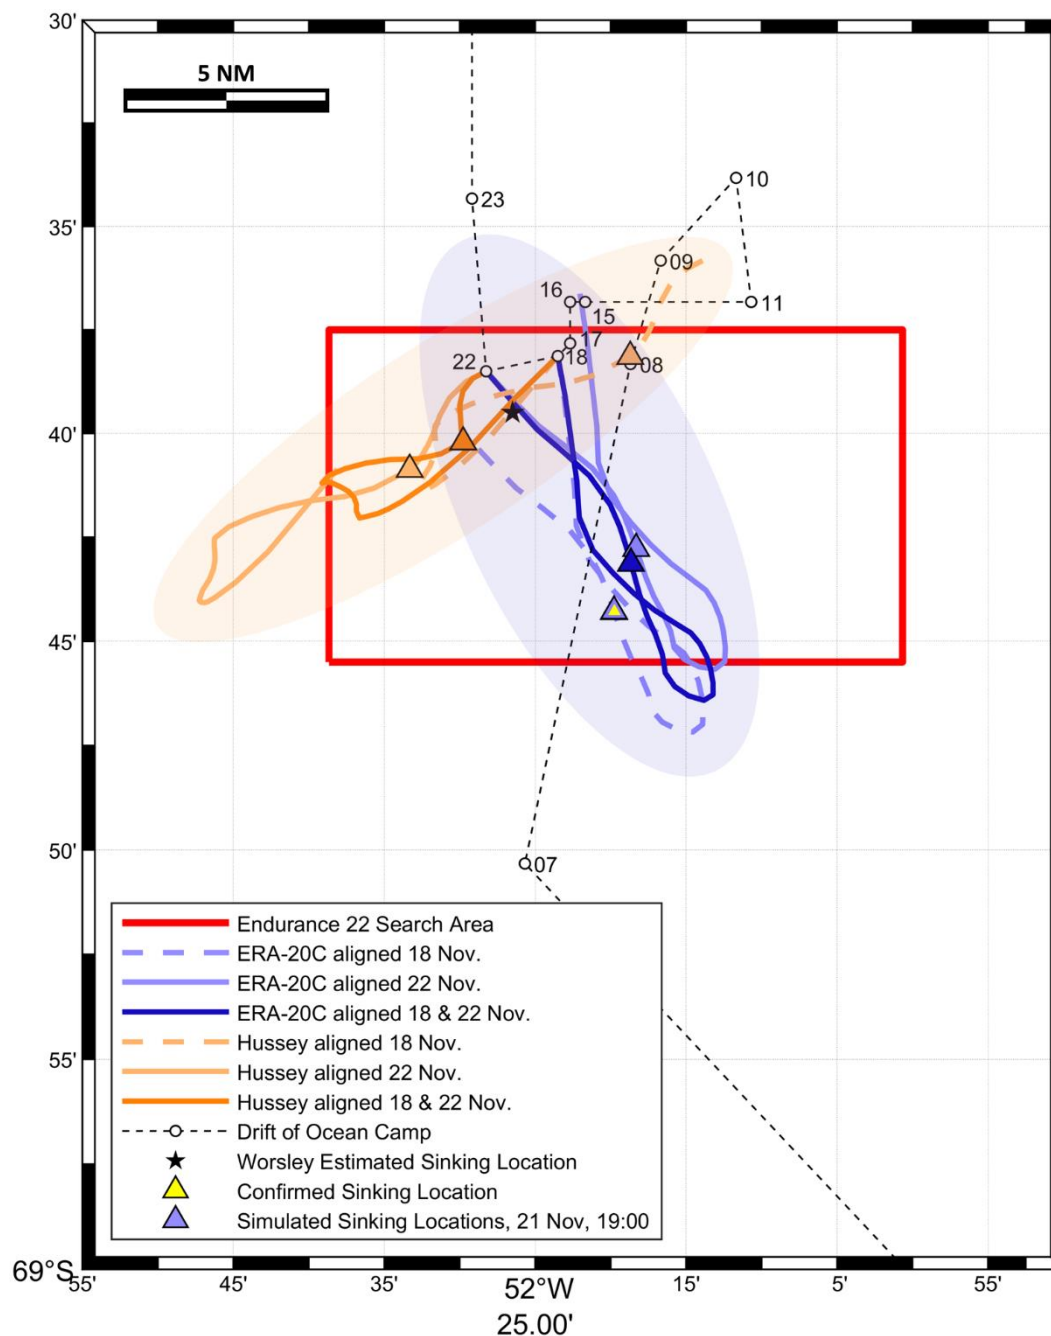 30'
5 NM
10
23
35'
09
16
15
11
17
18
08
22
40'
45'
50'
07
Endurance 22 Search Area
ERA-20C aligned 18 Nov.
ERA-20C aligned 22 Nov.
ERA-20C aligned 18 & 22 Nov.
Hussey aligned 18 Nov.
Hussey aligned 22 Nov.
55'
Hussey aligned 18 & 22 Nov.
Drift of Ocean Camp
Worsley Estimated Sinking Location
Confirmed Sinking Location
Simulated Sinking Locations, 21 Nov, 19:00
69°S
55' 45' 35' 52°W 15' 5' 55'
25.00'